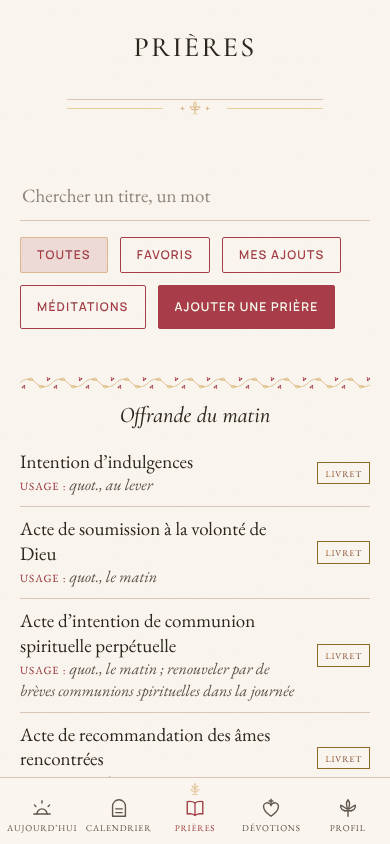 PRIÈRES
Chercher un titre, un mot
TOUTES
FAVORIS
MES AJOUTS
MÉDITATIONS
AJOUTER UNE PRIÈRE
Offrande du matin
Intention d’indulgences
USAGE : quot., au lever
LIVRET
Acte de soumission à la volonté de
Dieu
USAGE : quot., le matin
LIVRET
Acte d’intention de communion
spirituelle perpétuelle
USAGE : quot., le matin ; renouveler par de
brèves communions spirituelles dans la journée
LIVRET
Acte de recommandation des âmes
rencontrées
LIVRET
AUJOURD’HUI
CALENDRIER
PRIÈRES
DÉVOTIONS
PROFIL